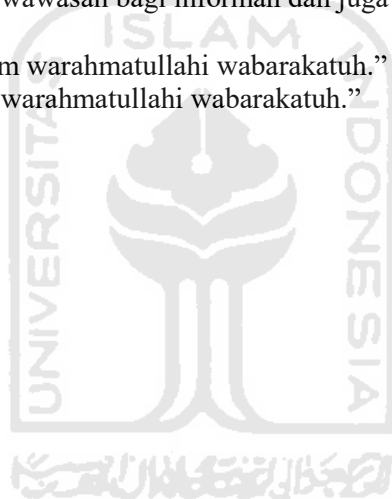 wawasan bagi informan dan juga
m warahmatullahi wabarakatuh.”
warahmatullahi wabarakatuh.”
ISLAM
UNIVERSITAS
INDONESIA